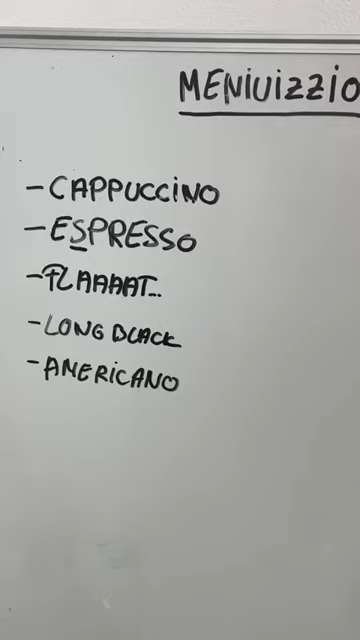 MENIUIZZIO
- CAPPUCCINO
- ESPRESSO
- FLAAAAT...
- LONG BLACK
- AMERICANO